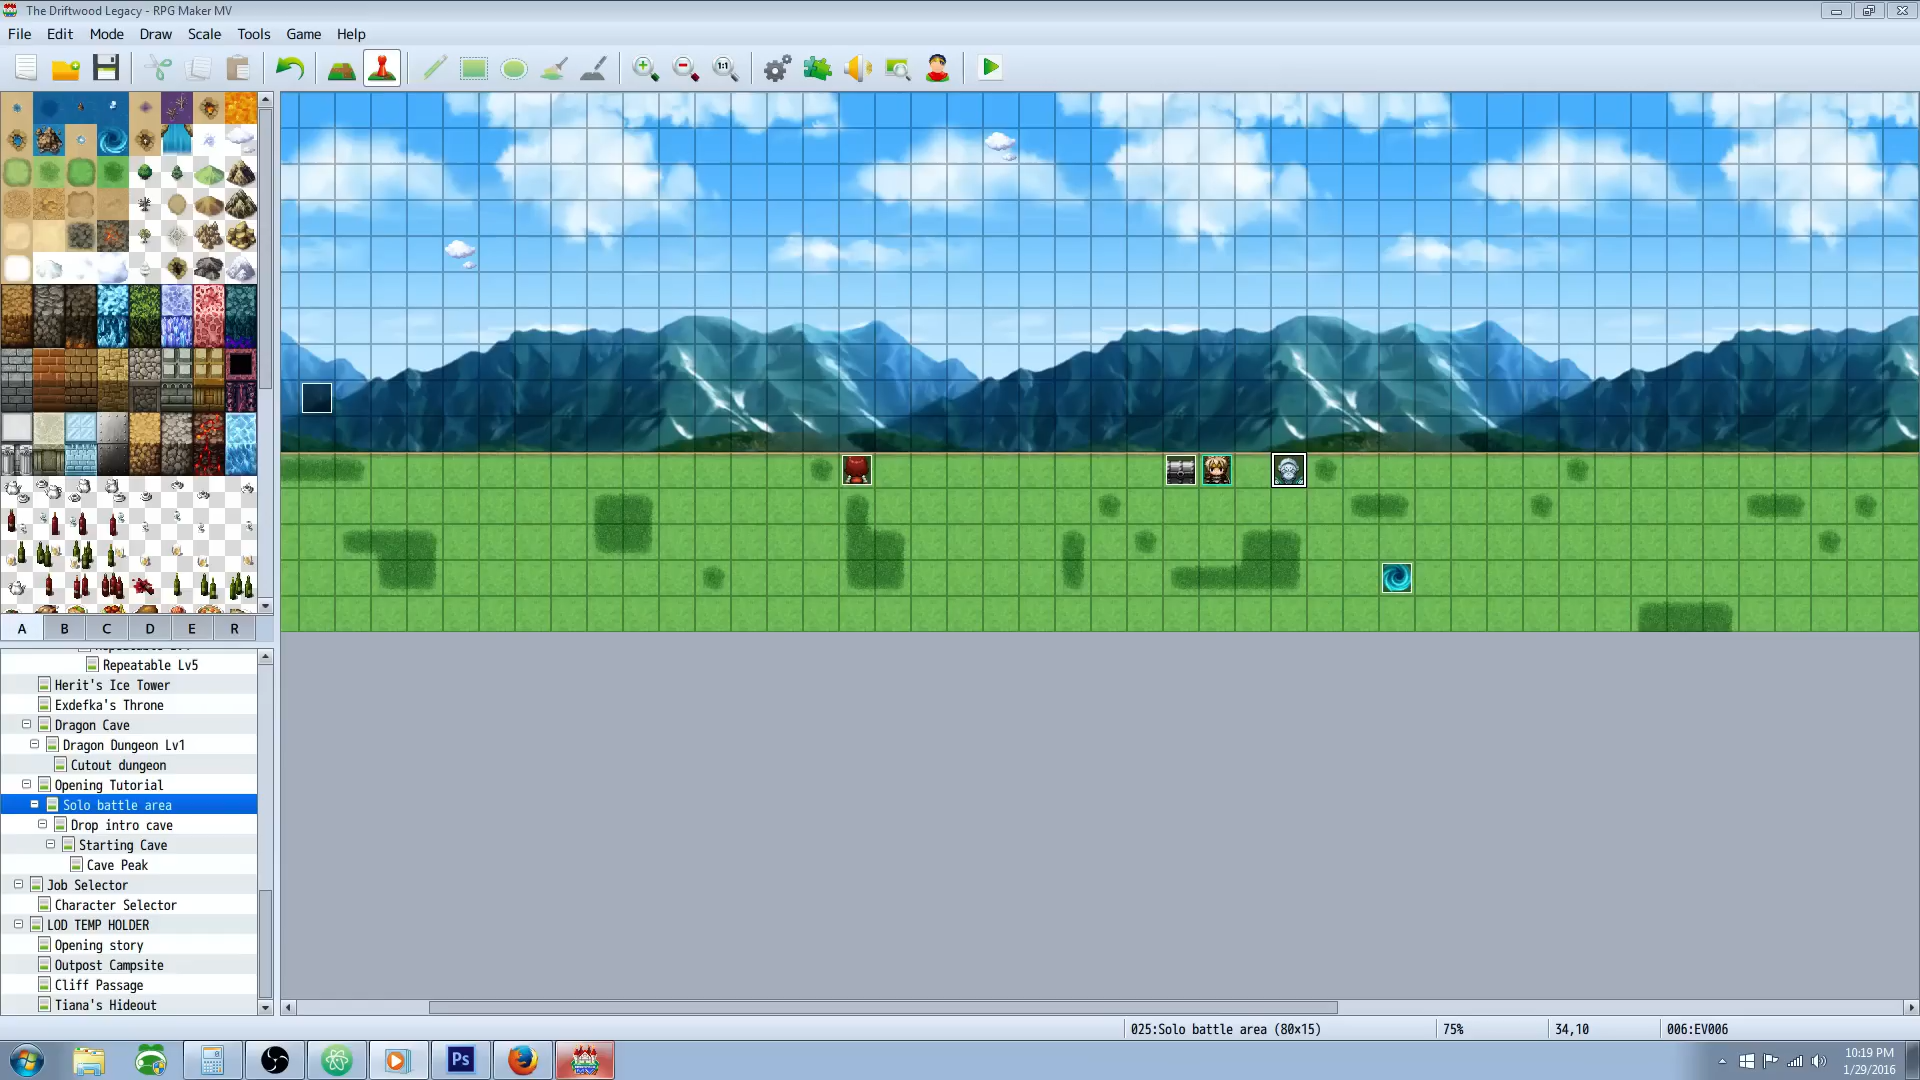 The Driftwood Legacy - RPG Maker MV
File Edit Mode Draw Scale Tools Game Help
1:1
A B C D E R
Repeatable Lv5
Herit's Ice Tower
Exdefka's Throne
Dragon Cave
Dragon Dungeon Lv1
Cutout dungeon
Opening Tutorial
Solo battle area
Drop intro cave
Starting Cave
Cave Peak
Job Selector
Character Selector
LOD TEMP HOLDER
Opening story
Outpost Campsite
Cliff Passage
Tiana's Hideout
025:Solo battle area (80x15) 75% 34,10 006:EV006
Ps
10:19 PM
1/29/2016